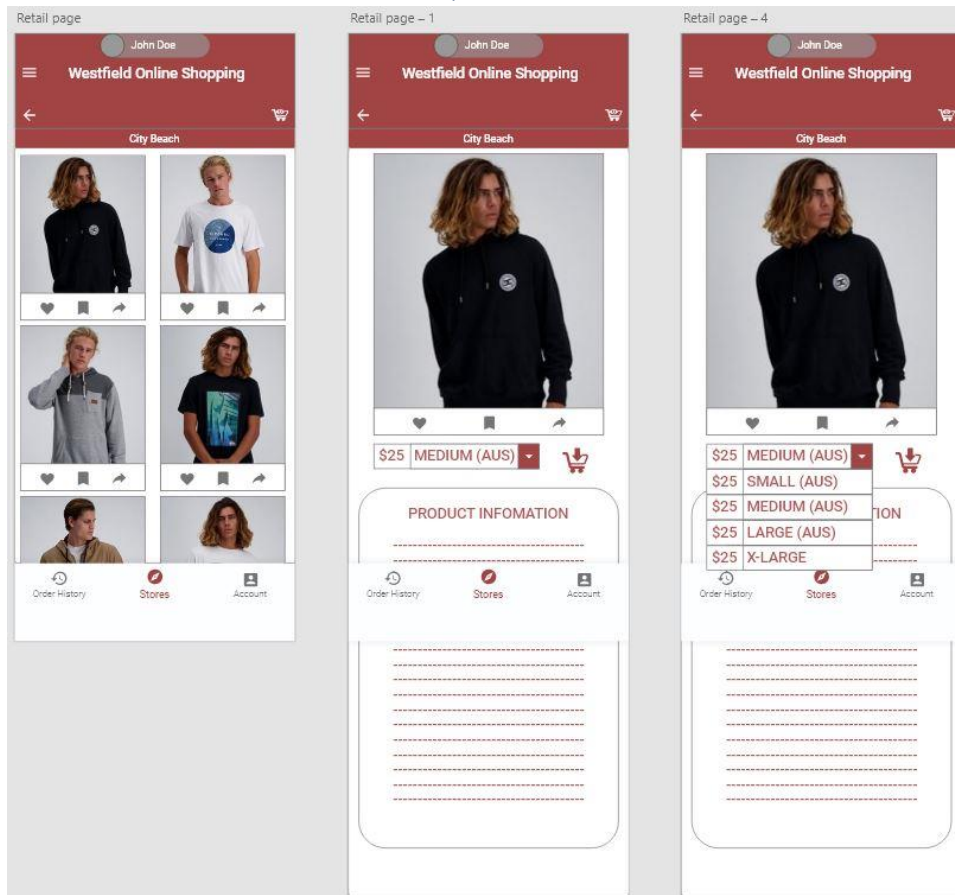 Retail page
John Doe
Westfield Online Shopping
City Beach
Order History
Stores
Account
Retail page – 1
John Doe
Westfield Online Shopping
City Beach
$25 MEDIUM (AUS)
PRODUCT INFOMATION
Order History
Stores
Account
Retail page – 4
John Doe
Westfield Online Shopping
City Beach
$25 MEDIUM (AUS)
$25 SMALL (AUS)
$25 MEDIUM (AUS)
TION
$25 LARGE (AUS)
$25 X-LARGE
Order History
Stores
Account